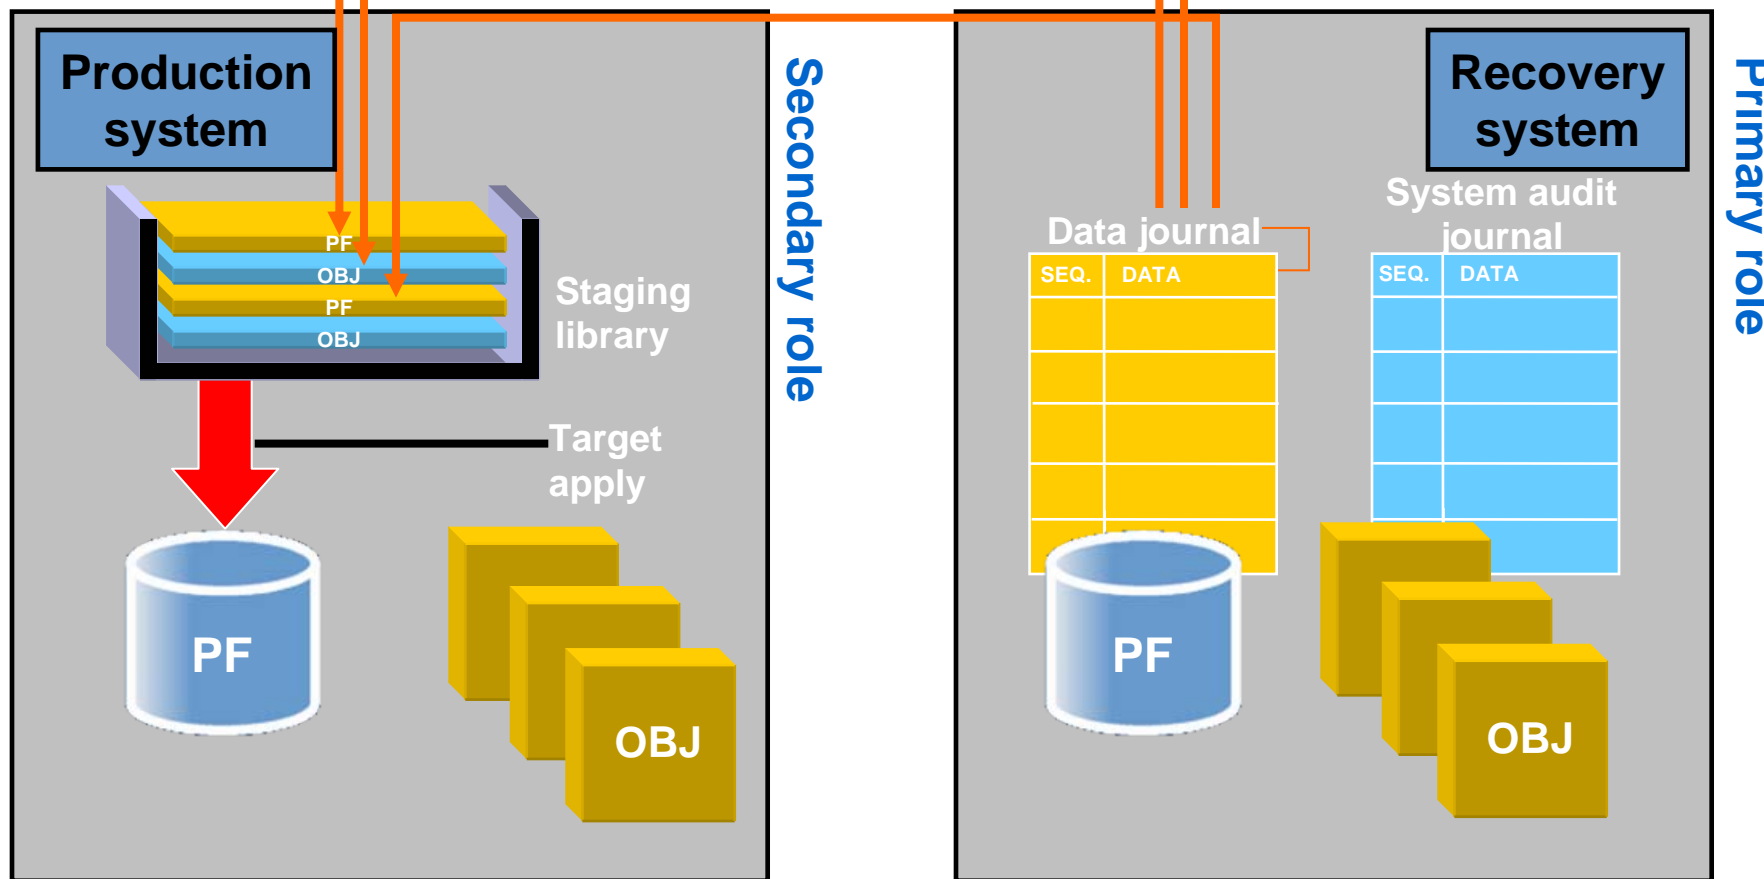 Production
system
PF
OBJ
PF
OBJ
Staging
library
Target
apply
PF
OBJ
Secondary role
Recovery
system
Data journal
SEQ. DATA
System audit
journal
SEQ. DATA
PF
OBJ
Primary role